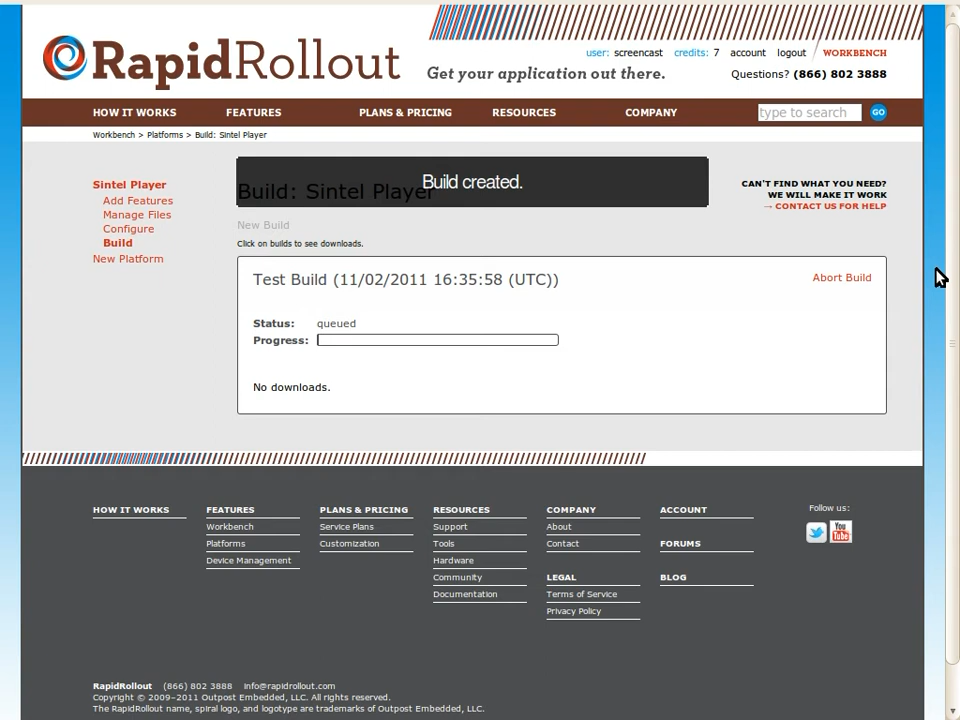 RapidRollout
Get your application out there.
user: screencast credits: 7 account logout WORKBENCH
Questions? (866) 802 3888
HOW IT WORKS FEATURES PLANS & PRICING RESOURCES COMPANY type to search GO
Workbench > Platforms > Build: Sintel Player
Sintel Player
Add Features
Manage Files
Configure
Build
New Platform
Build: Sintel Player
Build created.
New Build
Click on builds to see downloads.
CAN'T FIND WHAT YOU NEED?
WE WILL MAKE IT WORK
→ CONTACT US FOR HELP
Test Build (11/02/2011 16:35:58 (UTC))
Abort Build
Status: queued
Progress:
No downloads.
HOW IT WORKS
FEATURES
Workbench
Platforms
Device Management
PLANS & PRICING
Service Plans
Customization
RESOURCES
Support
Tools
Hardware
Community
Documentation
COMPANY
About
Contact
LEGAL
Terms of Service
Privacy Policy
ACCOUNT
FORUMS
BLOG
Follow us:
You Tube
RapidRollout (866) 802 3888 info@rapidrollout.com
Copyright © 2009–2011 Outpost Embedded, LLC. All rights reserved.
The RapidRollout name, spiral logo, and logotype are trademarks of Outpost Embedded, LLC.